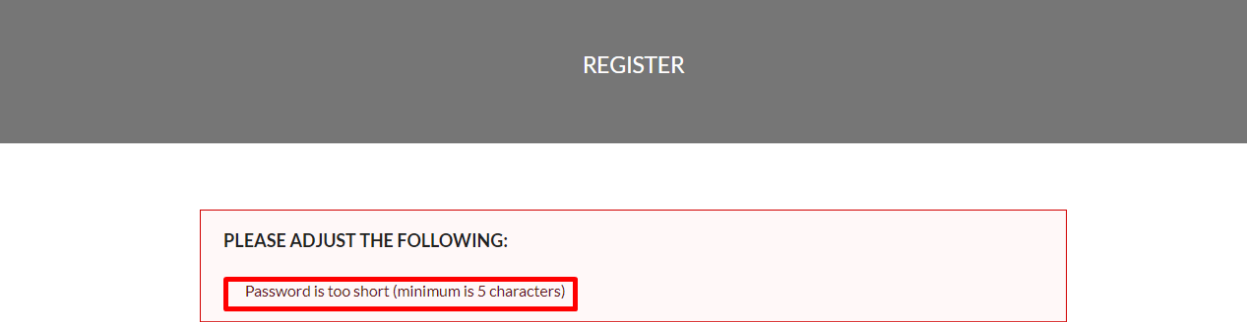 REGISTER
PLEASE ADJUST THE FOLLOWING:
Password is too short (minimum is 5 characters)